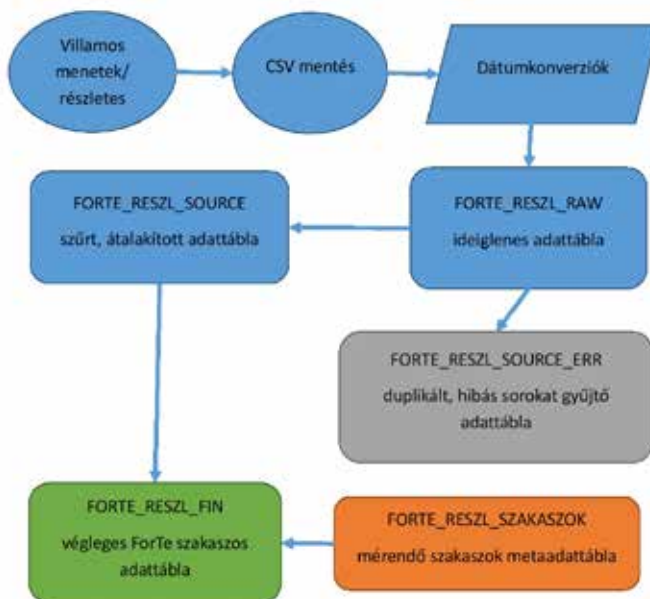 Villamos
menetek/
részletes
CSV mentés
Dátumkonverziók
FORTE_RESZL_SOURCE
szűrt, átalakított adattábla
FORTE_RESZL_RAW
ideiglenes adattábla
FORTE_RESZL_SOURCE_ERR
duplikált, hibás sorokat gyűjtő
adattábla
FORTE_RESZL_FIN
végleges ForTe szakaszos
adattábla
FORTE_RESZL_SZAKASZOK
mérendő szakaszok metaadattábla